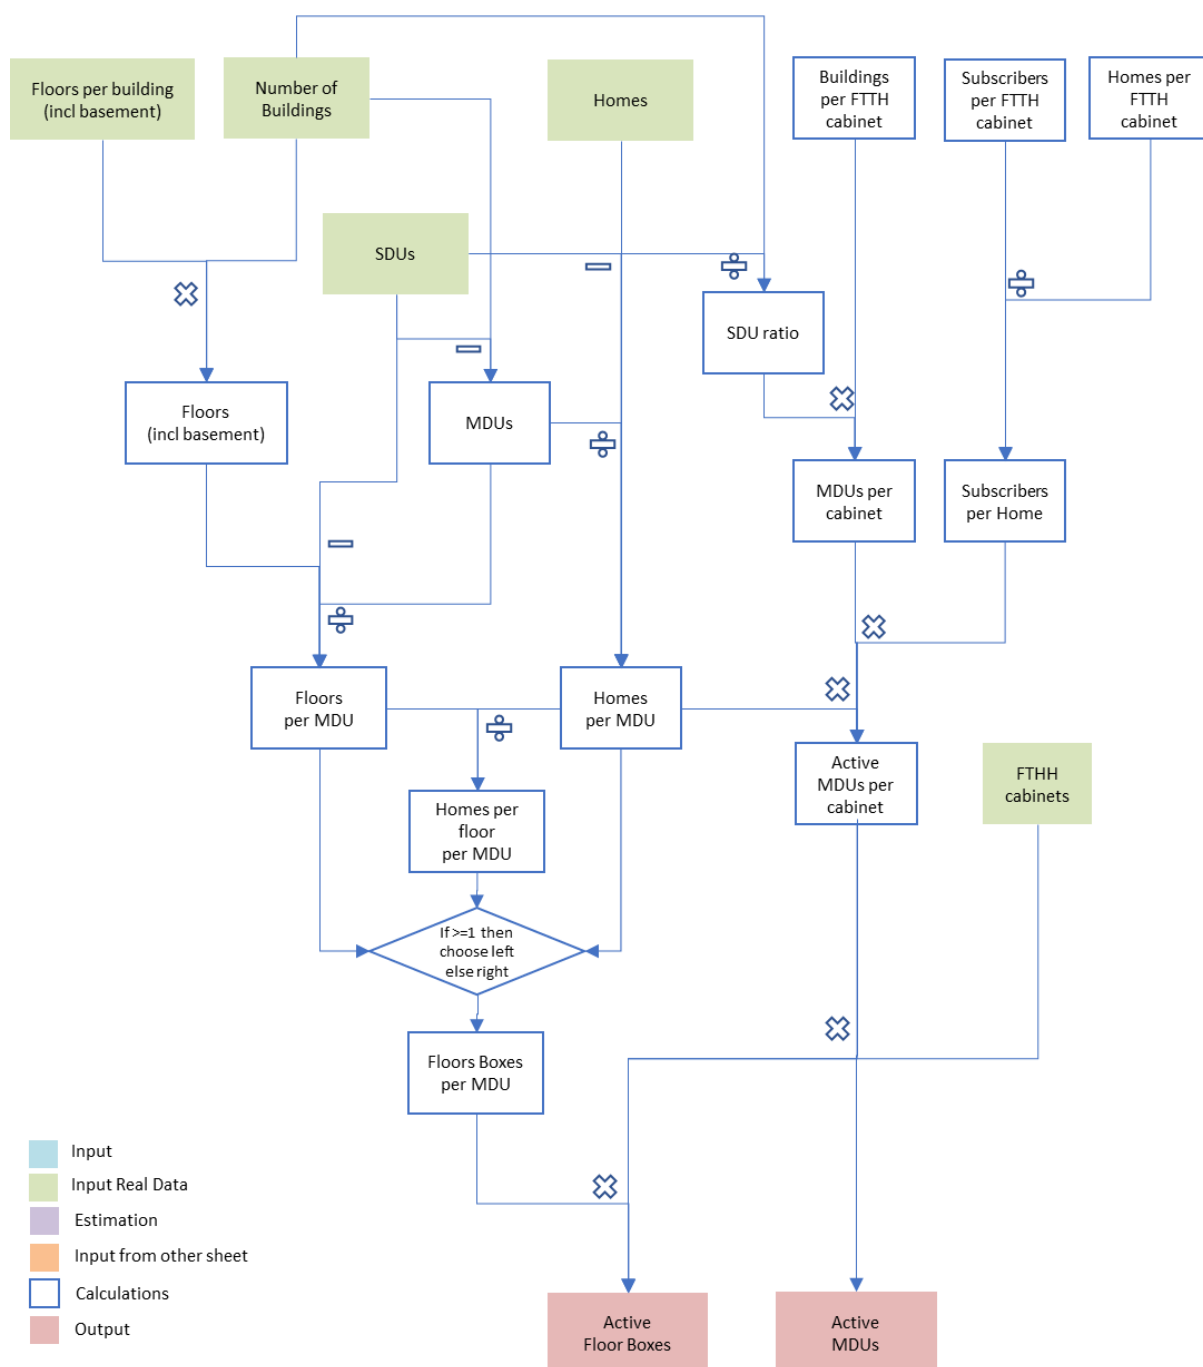 Floors per building
(incl basement)
Number of
Buildings
Homes
Buildings
per FTTH
cabinet
Subscribers
per FTTH
cabinet
Homes per
FTTH
cabinet
SDUs
SDU ratio
Floors
(incl basement)
MDUs
MDUs per
cabinet
Subscribers
per Home
Floors
per MDU
Homes
per MDU
Active
MDUs per
cabinet
FTHH
cabinets
Homes per
floor
per MDU
If >=1 then
choose left
else right
Floors Boxes
per MDU
Input
Input Real Data
Estimation
Input from other sheet
Calculations
Output
Active
Floor Boxes
Active
MDUs